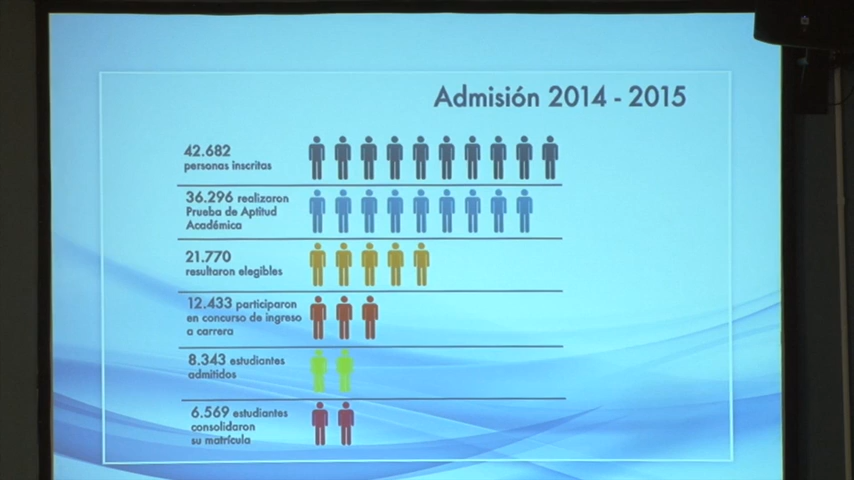 Admisión 2014 - 2015
42.682
personas inscritas
36.296 realizaron
Prueba de Aptitud
Académica
21.770
resultaron elegibles
12.433 participaron
en concurso de ingreso
a carrera
8.343 estudiantes
admitidos
6.569 estudiantes
consolidaron
su matrícula